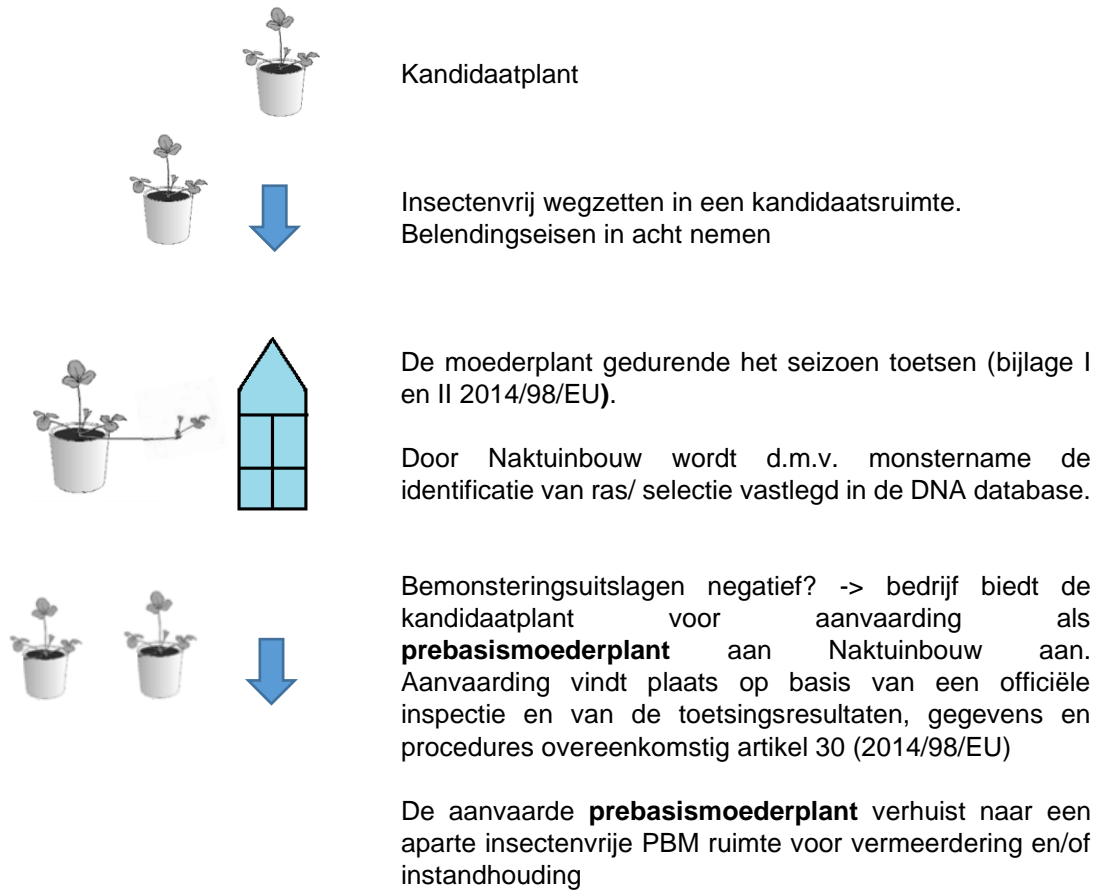 Kandidaatplant
Insectenvrij wegzetten in een kandidaatsruimte.
Belendingseisen in acht nemen
De moederplant gedurende het seizoen toetsen (bijlage I
en II 2014/98/EU).
Door Naktuinbouw wordt d.m.v. monstername de
identificatie van ras/ selectie vastlegd in de DNA database.
Bemonsteringsuitslagen negatief? -> bedrijf biedt de
kandidaatplant voor aanvaarding als
prebasismoederplant aan Naktuinbouw aan.
Aanvaarding vindt plaats op basis van een officiële
inspectie en van de toetsingsresultaten, gegevens en
procedures overeenkomstig artikel 30 (2014/98/EU)
De aanvaarde prebasismoederplant verhuist naar een
aparte insectenvrije PBM ruimte voor vermeerdering en/of
instandhouding